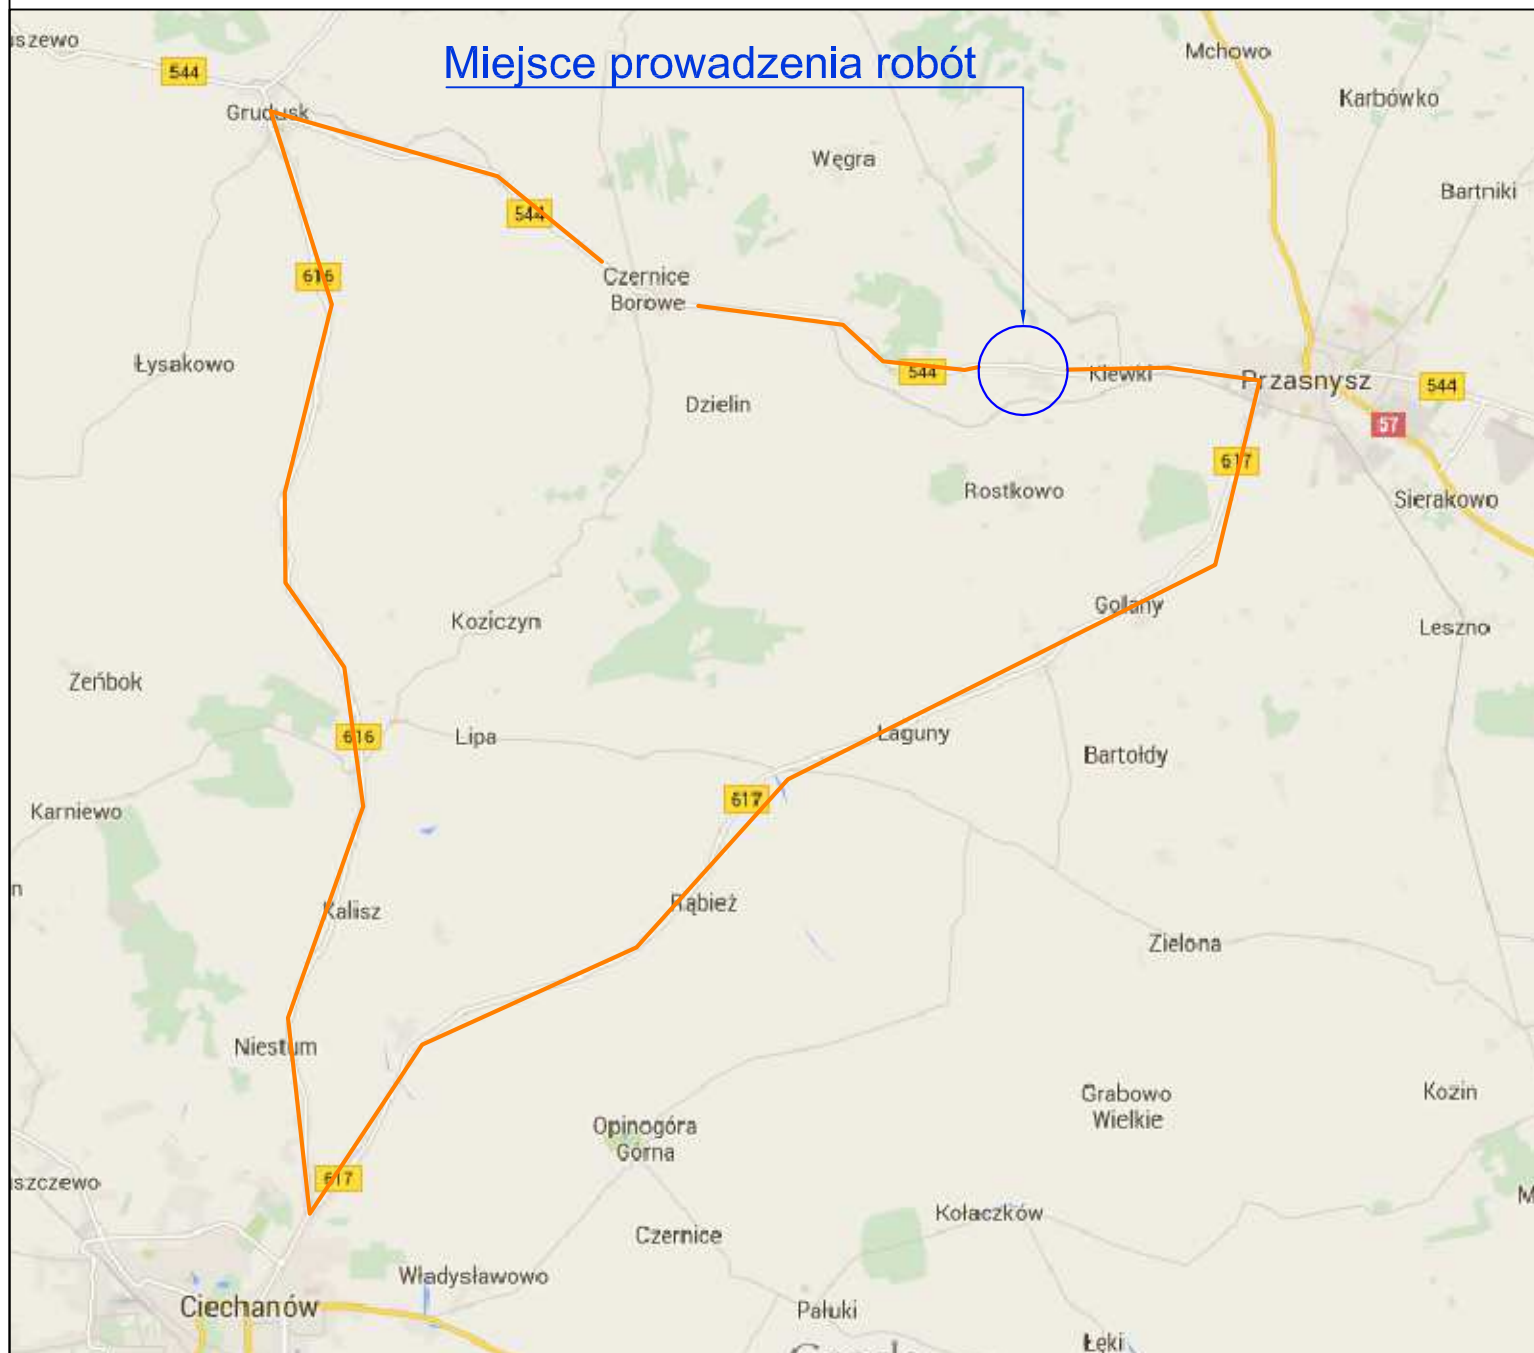 uszewo
544
Miejsce prowadzenia robót
Mchowo
Karbówko
Grudusk
Węgra
Bartniki
544
616
Czernice
Borowe
Łysakowo
544
Klewki
Przasnysz
544
57
Dzielin
617
Rostkowo
Sierakowo
Golany
Koziczyn
Leszno
Zeńbok
616
Lipa
Łaguny
Bartołdy
617
Karniewo
n
Kalisz
Rąbież
Zielona
Niestum
Grabowo
Wielkie
Kozin
Opinogóra
Górna
617
szczewo
M
Kołaczków
Czernice
Władysławowo
Ciechanów
Pałuki
Łęki